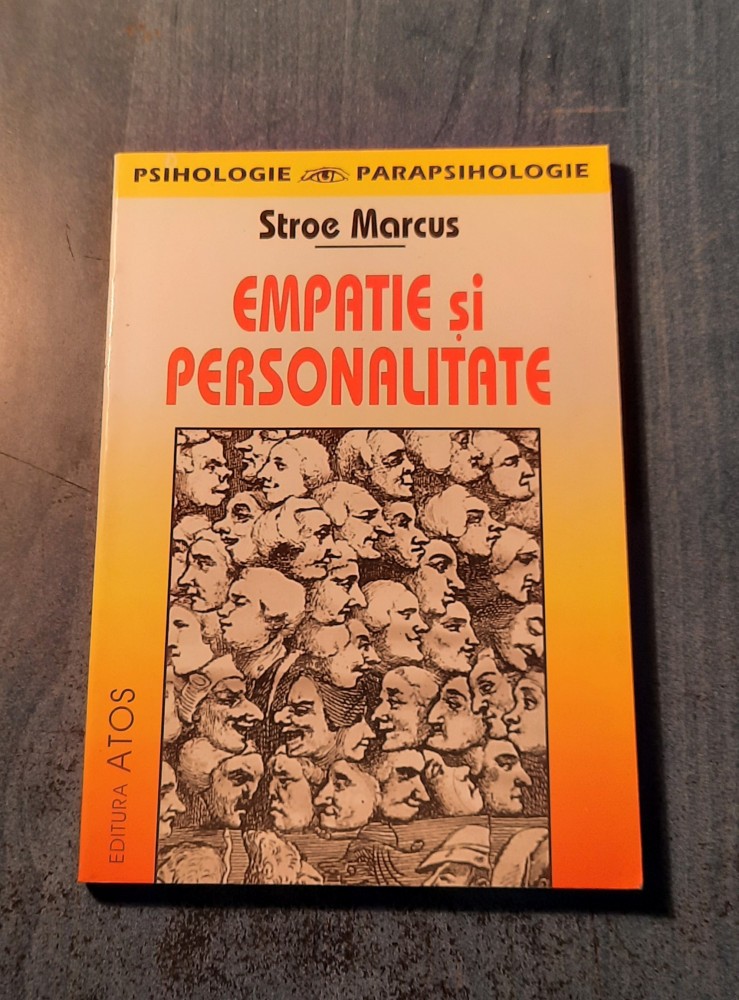 PSIHOLOGIE PARAPSIHOLOGIE
Stroe Marcus
EMPATIE și
PERSONALITATE
EDITURA ATOS